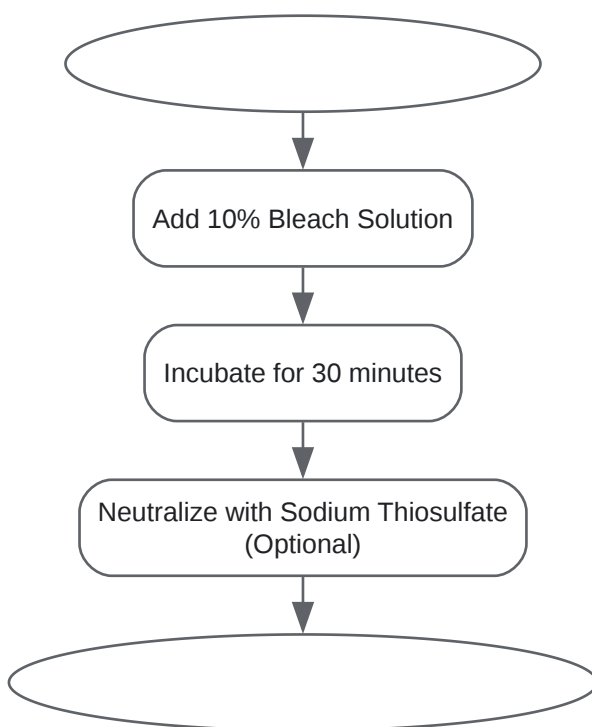 Add 10% Bleach Solution
Incubate for 30 minutes
Neutralize with Sodium Thiosulfate
(Optional)